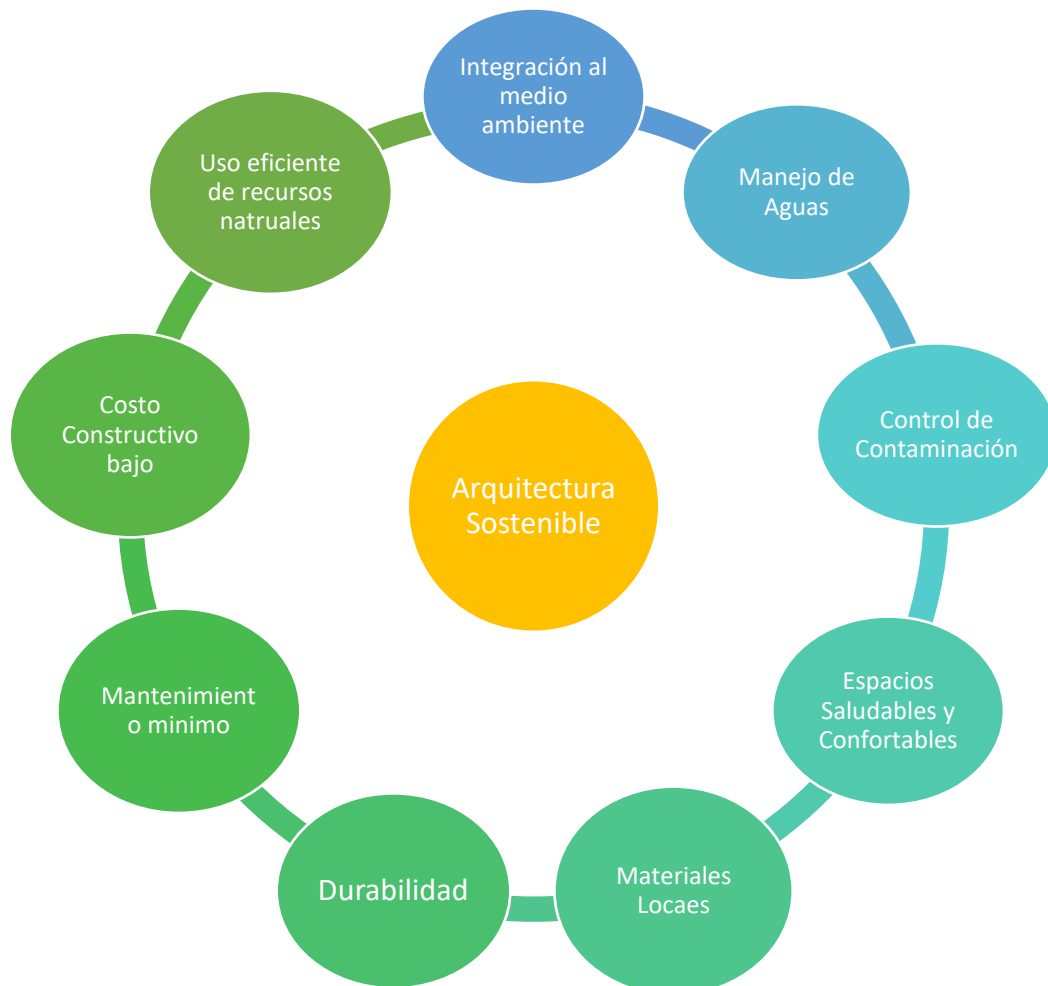 Integración al
medio
ambiente
Manejo de
Aguas
Control de
Contaminación
Espacios
Saludables y
Confortables
Materiales
Locaes
Durabilidad
Mantenimient
o minimo
Costo
Constructivo
bajo
Uso eficiente
de recursos
natruales
Arquitectura
Sostenible